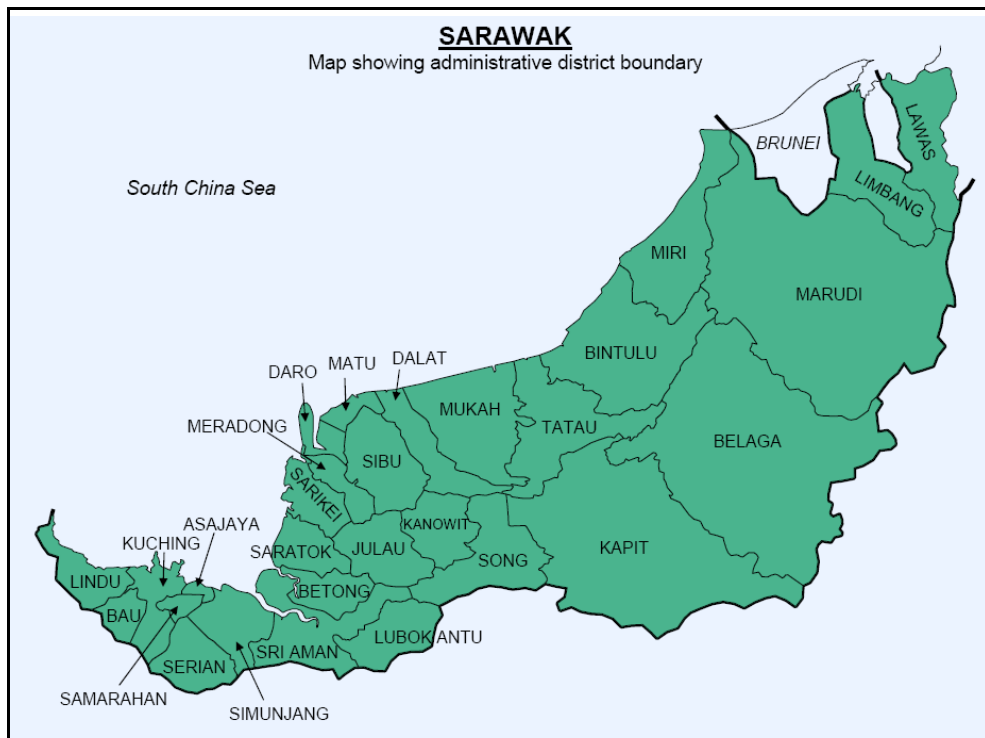 SARAWAK
Map showing administrative district boundary
LAWAS
BRUNEI
South China Sea
LIMBANG
MIRI
MARUDI
BINTULU
DALAT
MATU
DARO
MUKAH
MERADONG
TATAU
BELAGA
SIBU
SARIKEI
ASAJAYA
KANOWIT
KUCHING
SARATOK
JULAU
KAPIT
SONG
LINDU
BETONG
BAU
LUBOK ANTU
SRI AMAN
SERIAN
SAMARAHAN
SIMUNJANG